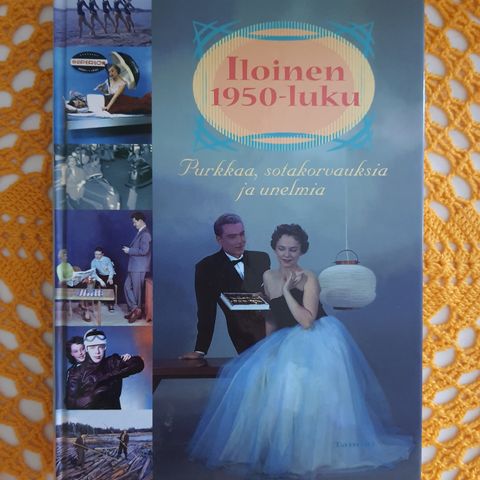 Iloinen
1950-luku
Purkkaa, sotakorvauksia
ja unelmia